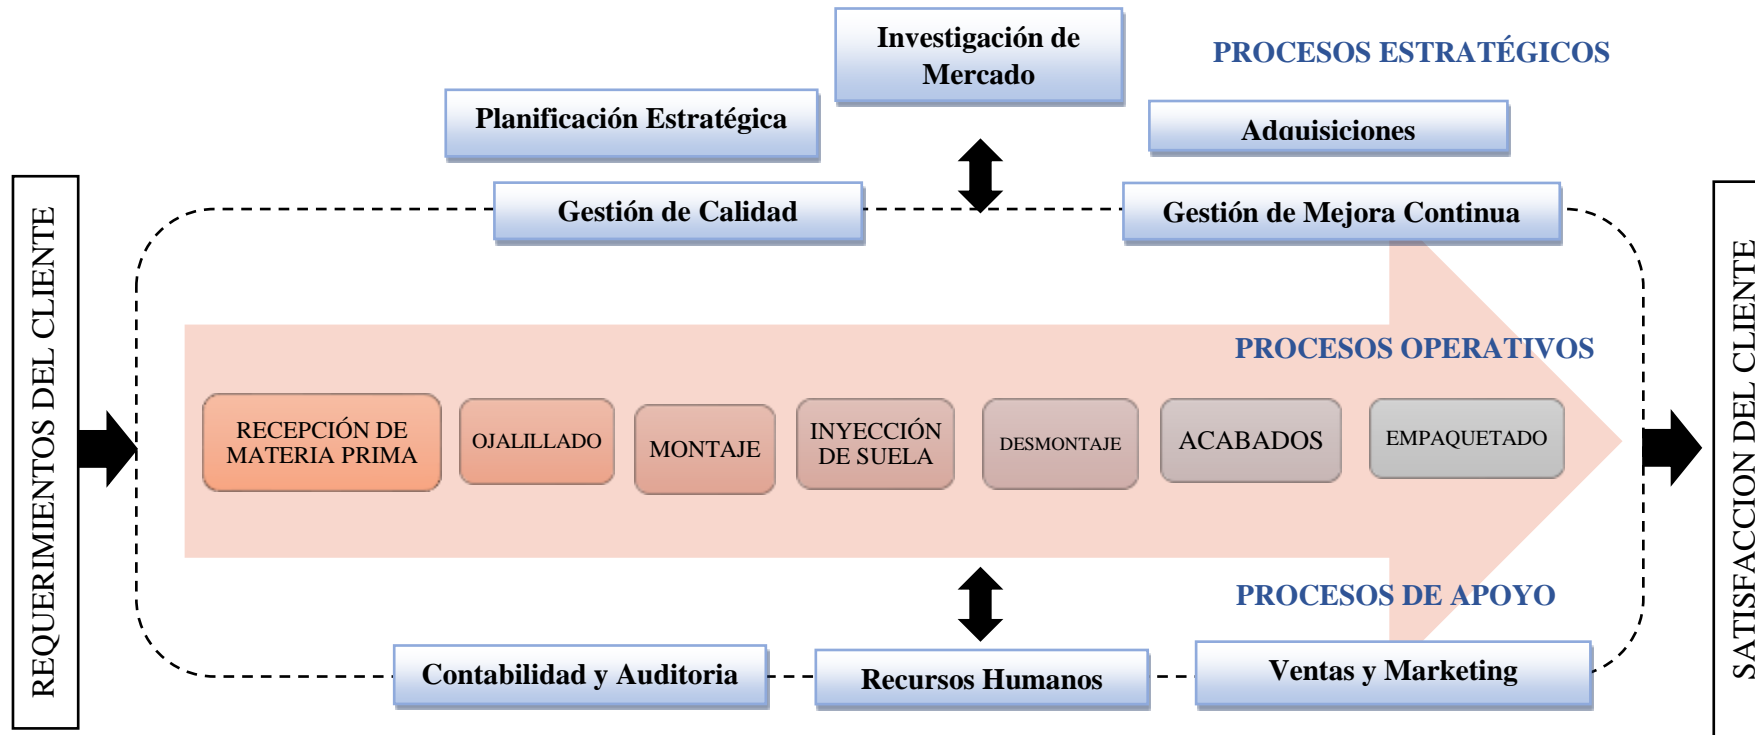 Investigación de
Mercado
PROCESOS ESTRATÉGICOS
Planificación Estratégica
Adquisiciones
Gestión de Calidad
Gestión de Mejora Continua
REQUERIMIENTOS DEL CLIENTE
PROCESOS OPERATIVOS
RECEPCIÓN DE
MATERIA PRIMA
OJALILLADO
MONTAJE
INYECCIÓN
DE SUELA
DESMONTAJE
ACABADOS
EMPAQUETADO
SATISFACCION DEL CLIENTE
PROCESOS DE APOYO
Contabilidad y Auditoria
Recursos Humanos
Ventas y Marketing